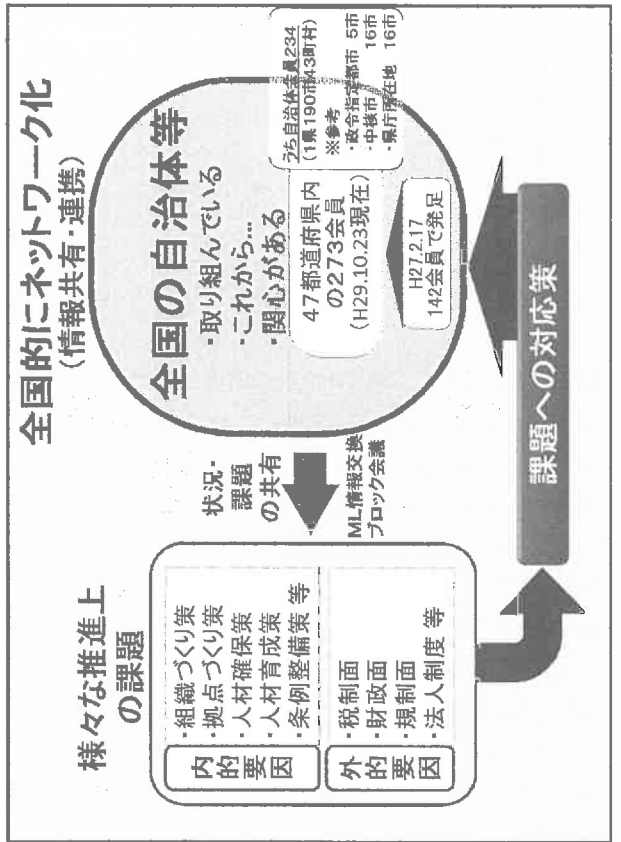 全国的にネットワーク化
(情報共有・連携)
様々な推進上
の課題
内的要因
・組織づくり策
・拠点づくり策
・人材確保策
・人材育成策
・条例整備策 等
外的要因
・税制面
・財政面
・規制面
・法人制度 等
状況・
課題
の共有
ML情報交換
ブロック会議
全国の自治体等
・取り組んでいる
・これから…
・関心がある
47都道府県内
の273会員
(H29.10.23現在)
うち自治体会員234
(1県190市43町村)
※参考
・政令指定都市 5市
・中核市 16市
・県庁所在地 16市
H27.2.17
142会員で発足
課題への対応策